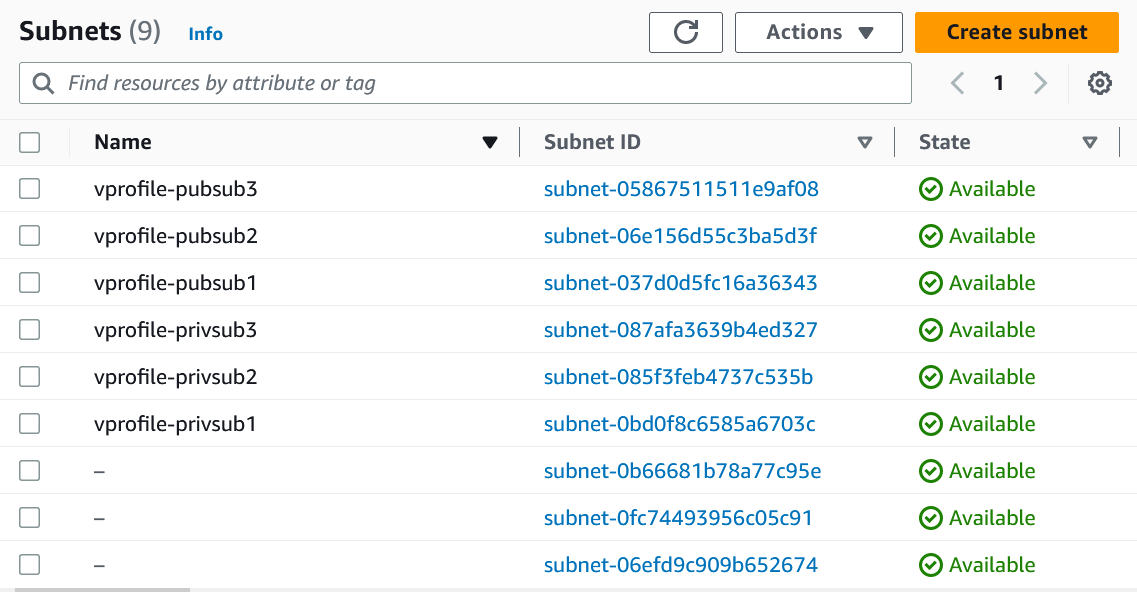 Subnets (9) Info Actions Create subnet
Find resources by attribute or tag 1
Name Subnet ID State
vprofile-pubsub3 subnet-05867511511e9af08 Available
vprofile-pubsub2 subnet-06e156d55c3ba5d3f Available
vprofile-pubsub1 subnet-037d0d5fc16a36343 Available
vprofile-privsub3 subnet-087afa3639b4ed327 Available
vprofile-privsub2 subnet-085f3feb4737c535b Available
vprofile-privsub1 subnet-0bd0f8c6585a6703c Available
– subnet-0b66681b78a77c95e Available
– subnet-0fc74493956c05c91 Available
– subnet-06efd9c909b652674 Available